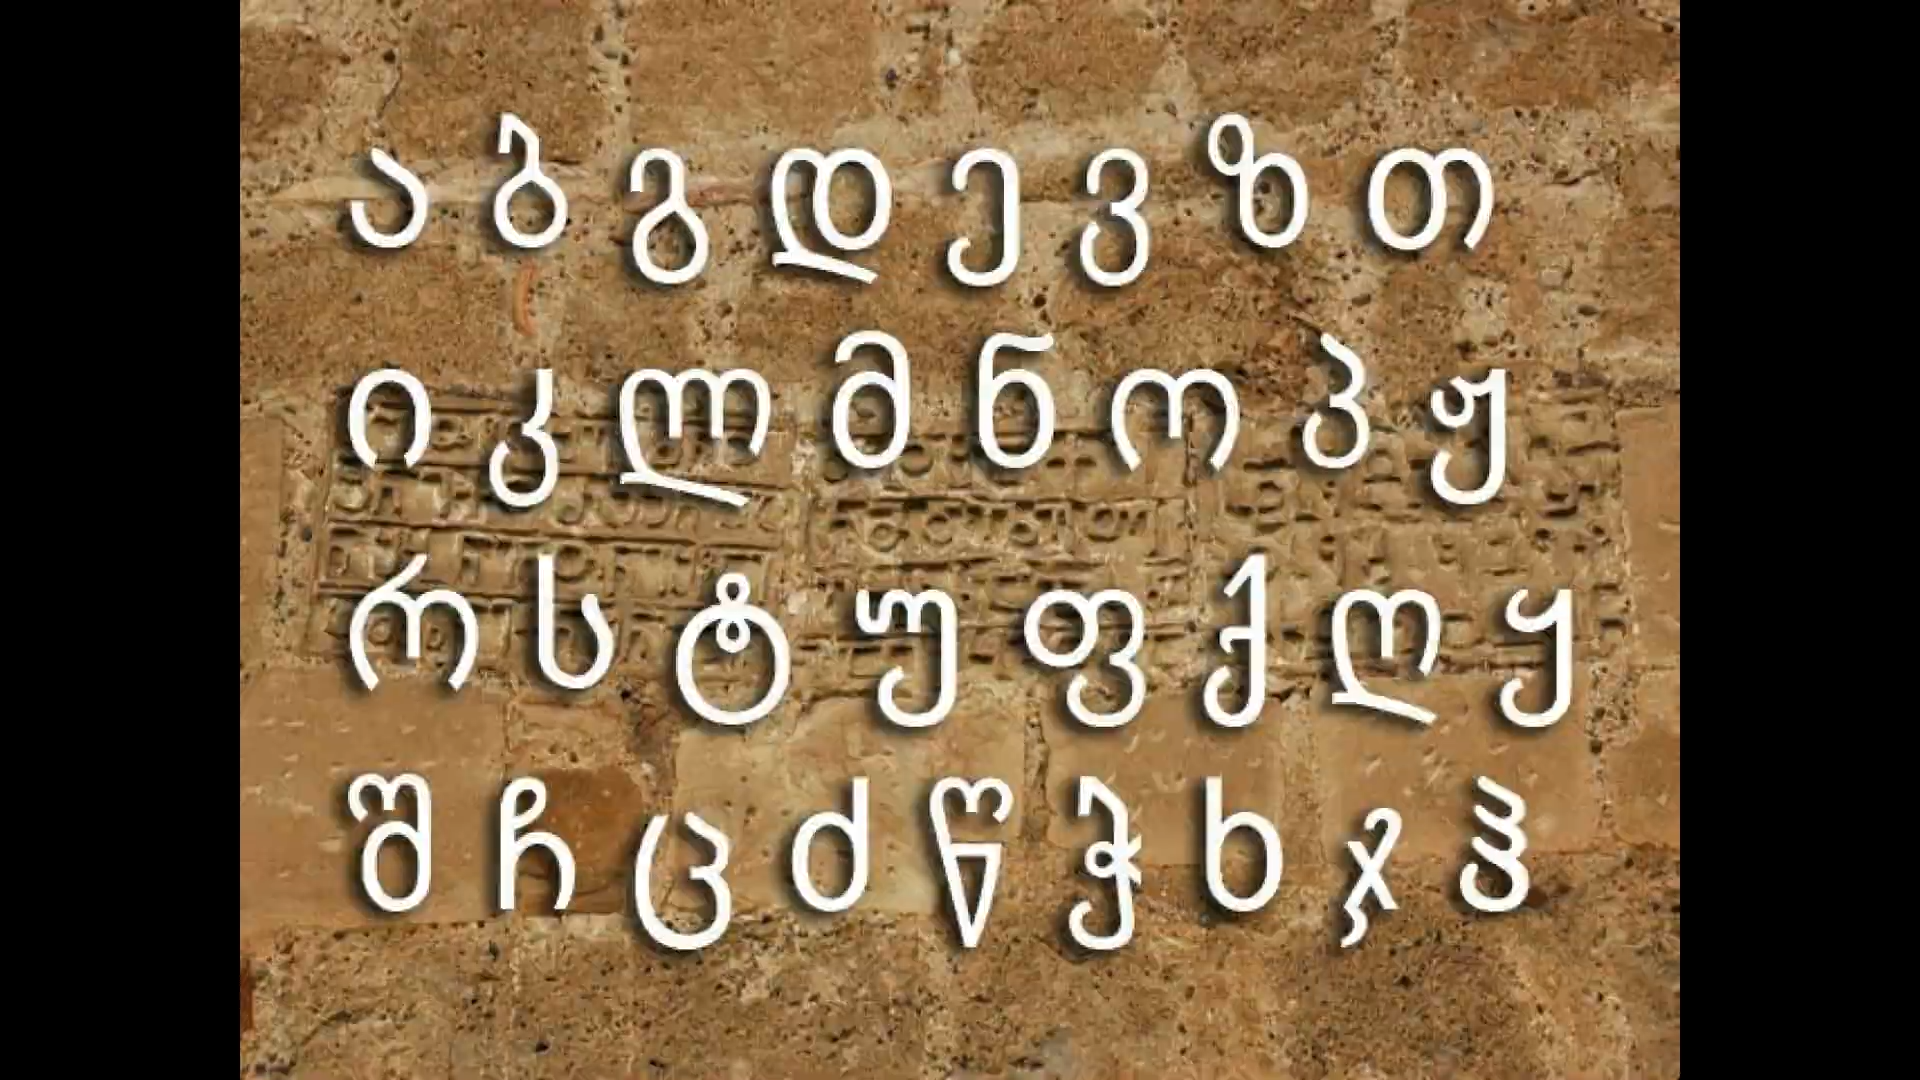 ა ბ გ დ ე ვ ზ თ
ი კ ლ მ ნ ო პ ჟ
რ ს ტ უ ფ ქ ღ ყ
შ ჩ ც ძ წ ჭ ხ ჯ ჰ